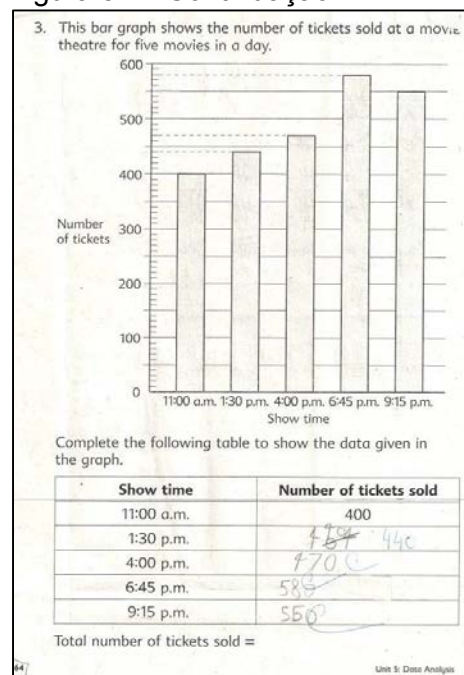 3. This bar graph shows the number of tickets sold at a movie
theatre for five movies in a day.
600
500
400
Number
of tickets
300
200
100
0
11:00 a.m. 1:30 p.m. 4:00 p.m. 6:45 p.m. 9:15 p.m.
Show time
Complete the following table to show the data given in
the graph.
Show time Number of tickets sold
11:00 a.m. 400
1:30 p.m. 440
4:00 p.m. 470
6:45 p.m. 580
9:15 p.m. 550
Total number of tickets sold =
64
Unit 5: Data Analysis